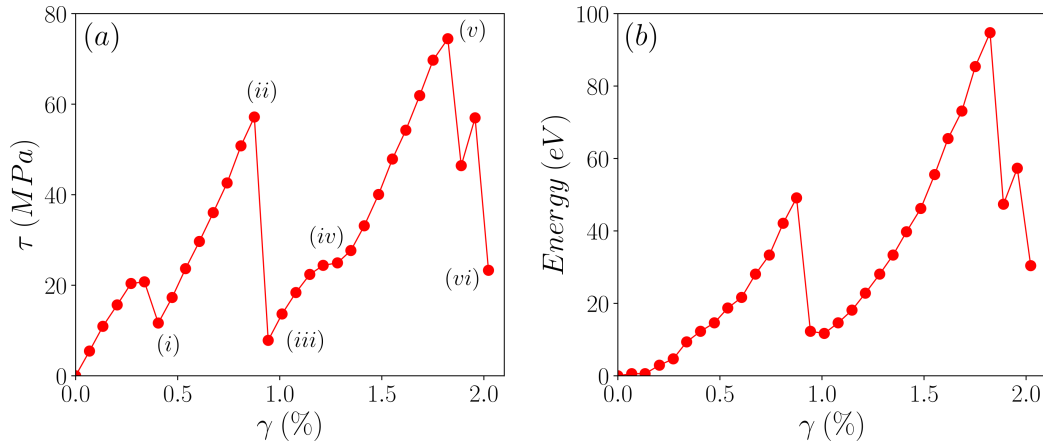 (a)
80
60
40
20
0
τ (MPa)
(i)
(ii)
(iii)
(iv)
(v)
(vi)
0.0 0.5 1.0 1.5 2.0
γ (%)
(b)
100
80
60
40
20
0
Energy (eV)
0.0 0.5 1.0 1.5 2.0
γ (%)